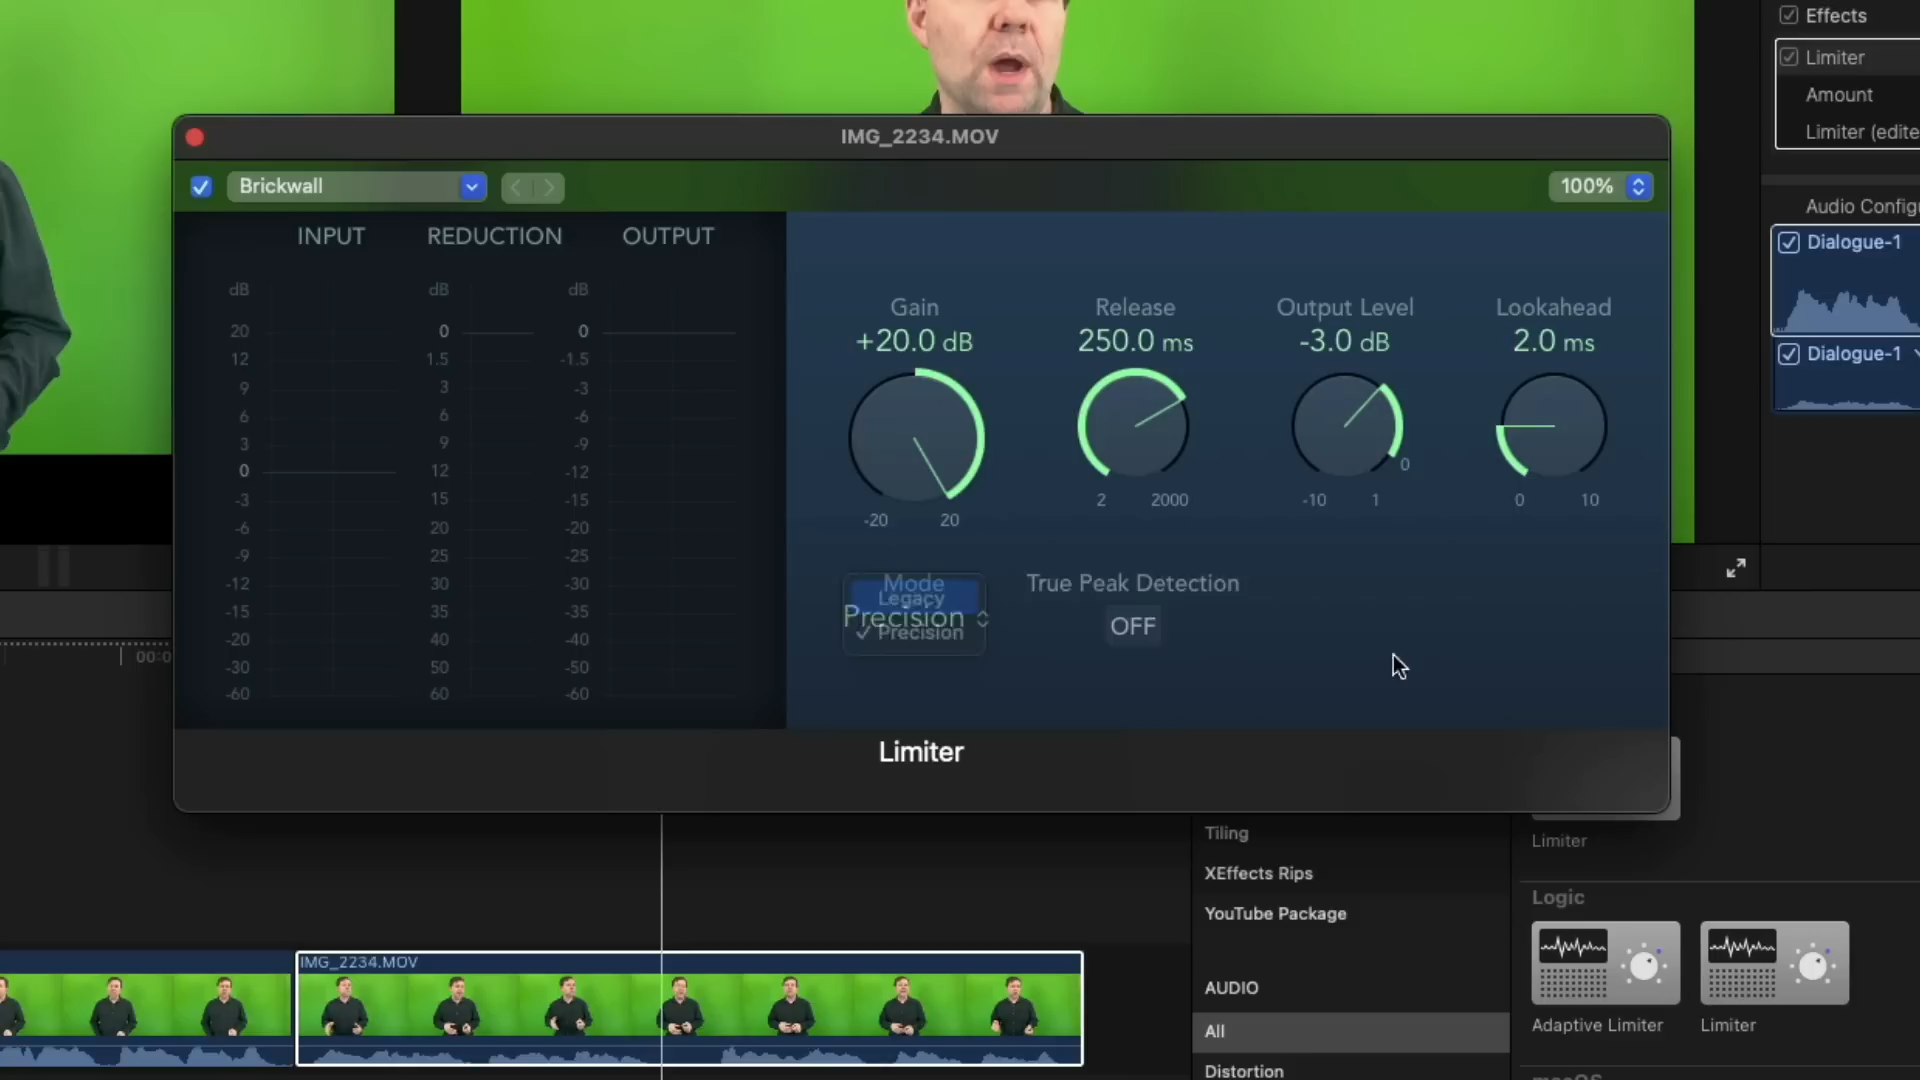 Effects
Limiter
Amount
Limiter (edite
IMG_2234.MOV
Brickwall
100%
INPUT REDUCTION OUTPUT
Audio Config
Dialogue-1
dB dB dB
Gain Release Output Level Lookahead
+20.0 dB 250.0 ms -3.0 dB 2.0 ms
20 0 0
12 1.5 -1.5
Dialogue-1
9 3 -3
6 6 -6
3 9 -9
0 12 -12
0
-3 15 -15
2 2000 -10 1 0 10
-20 20
-6 20 -20
-9 25 -25
-12 30 -30
Mode True Peak Detection
Legacy
Precision OFF
✓ Precision
-15 35 -35
-20 40 -40
00:0
-30 50 -50
-60 60 -60
Limiter
Tiling
Limiter
XEffects Rips
Logic
YouTube Package
IMG_2234.MOV
AUDIO
Adaptive Limiter Limiter
All
Distortion